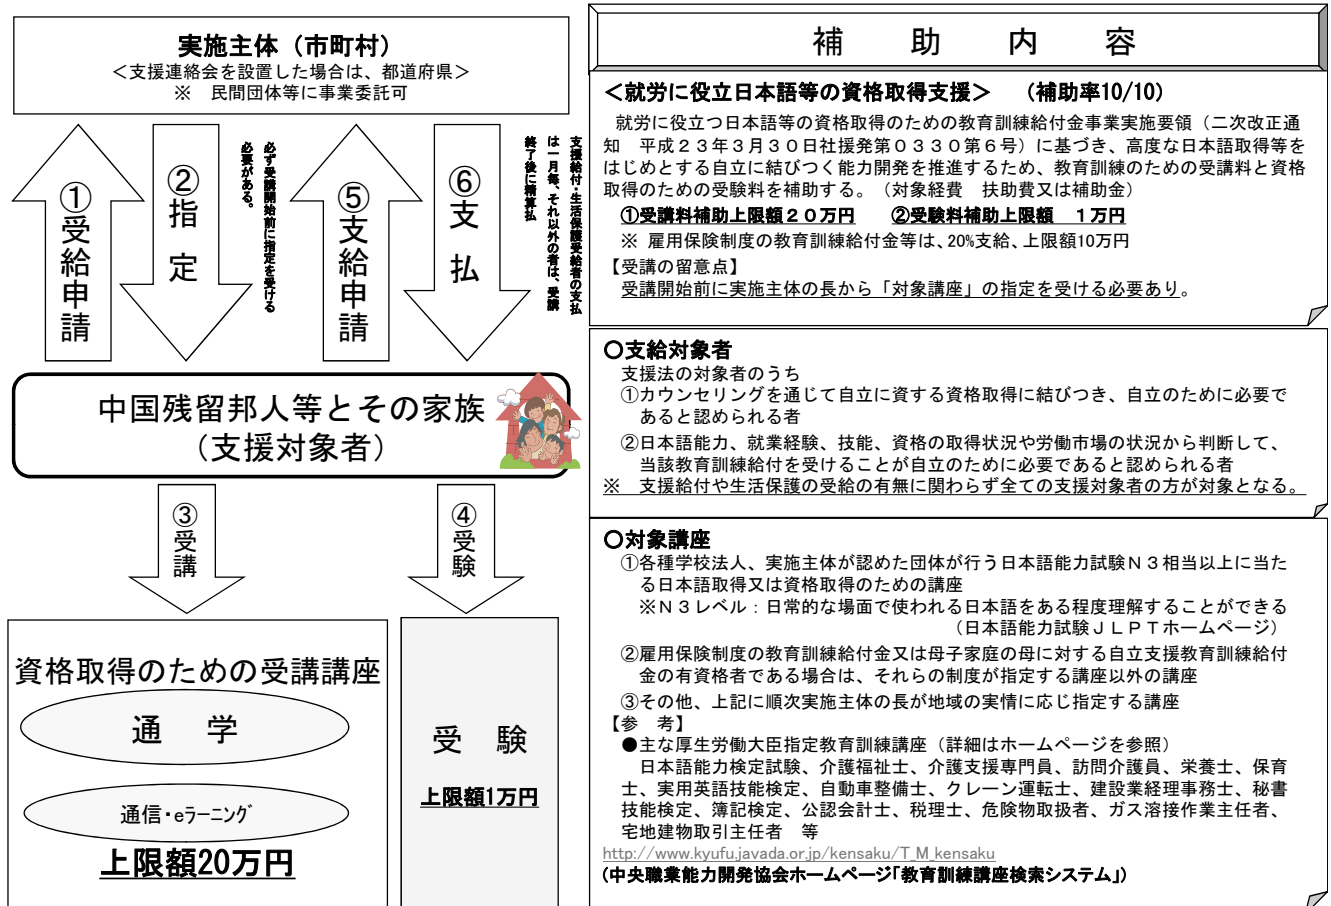 実施主体（市町村）
＜支援連絡会を設置した場合は、都道府県＞
※　民間団体等に事業委託可
①受給申請
②指定
必ず受講開始前に指定を受ける
必要がある。
⑤支給申請
⑥支払
支援給付・生活保護受給者の支払
は一月毎、それ以外の者は、受講
終了後に精算払
中国残留邦人等とその家族
（支援対象者）
③受講
④受験
資格取得のための受講講座
通　学
通信・eラーニング
上限額20万円
受　験
上限額1万円
補　助　内　容
＜就労に役立日本語等の資格取得支援＞　（補助率10/10）
就労に役立つ日本語等の資格取得のための教育訓練給付金事業実施要領（二次改正通
知　平成２３年３月３０日社援発第０３３０第６号）に基づき、高度な日本語取得等を
はじめとする自立に結びつく能力開発を推進するため、教育訓練のための受講料と資格
取得のための受験料を補助する。（対象経費　扶助費又は補助金）
①受講料補助上限額２０万円　②受験料補助上限額　１万円
※ 雇用保険制度の教育訓練給付金等は、20%支給、上限額10万円
【受講の留意点】
受講開始前に実施主体の長から「対象講座」の指定を受ける必要あり。
〇支給対象者
支援法の対象者のうち
①カウンセリングを通じて自立に資する資格取得に結びつき、自立のために必要で
あると認められる者
②日本語能力、就業経験、技能、資格の取得状況や労働市場の状況から判断して、
当該教育訓練給付を受けることが自立のために必要であると認められる者
※　支援給付や生活保護の受給の有無に関わらず全ての支援対象者の方が対象となる。
〇対象講座
①各種学校法人、実施主体が認めた団体が行う日本語能力試験Ｎ３相当以上に当た
る日本語取得又は資格取得のための講座
※Ｎ３レベル：日常的な場面で使われる日本語をある程度理解することができる
（日本語能力試験ＪＬＰＴホームページ）
②雇用保険制度の教育訓練給付金又は母子家庭の母に対する自立支援教育訓練給付
金の有資格者である場合は、それらの制度が指定する講座以外の講座
③その他、上記に順次実施主体の長が地域の実情に応じ指定する講座
【参　考】
●主な厚生労働大臣指定教育訓練講座（詳細はホームページを参照）
日本語能力検定試験、介護福祉士、介護支援専門員、訪問介護員、栄養士、保育
士、実用英語技能検定、自動車整備士、クレーン運転士、建設業経理事務士、秘書
技能検定、簿記検定、公認会計士、税理士、危険物取扱者、ガス溶接作業主任者、
宅地建物取引主任者　等
http://www.kyufu.javada.or.jp/kensaku/T_M_kensaku
(中央職業能力開発協会ホームページ「教育訓練講座検索システム」)